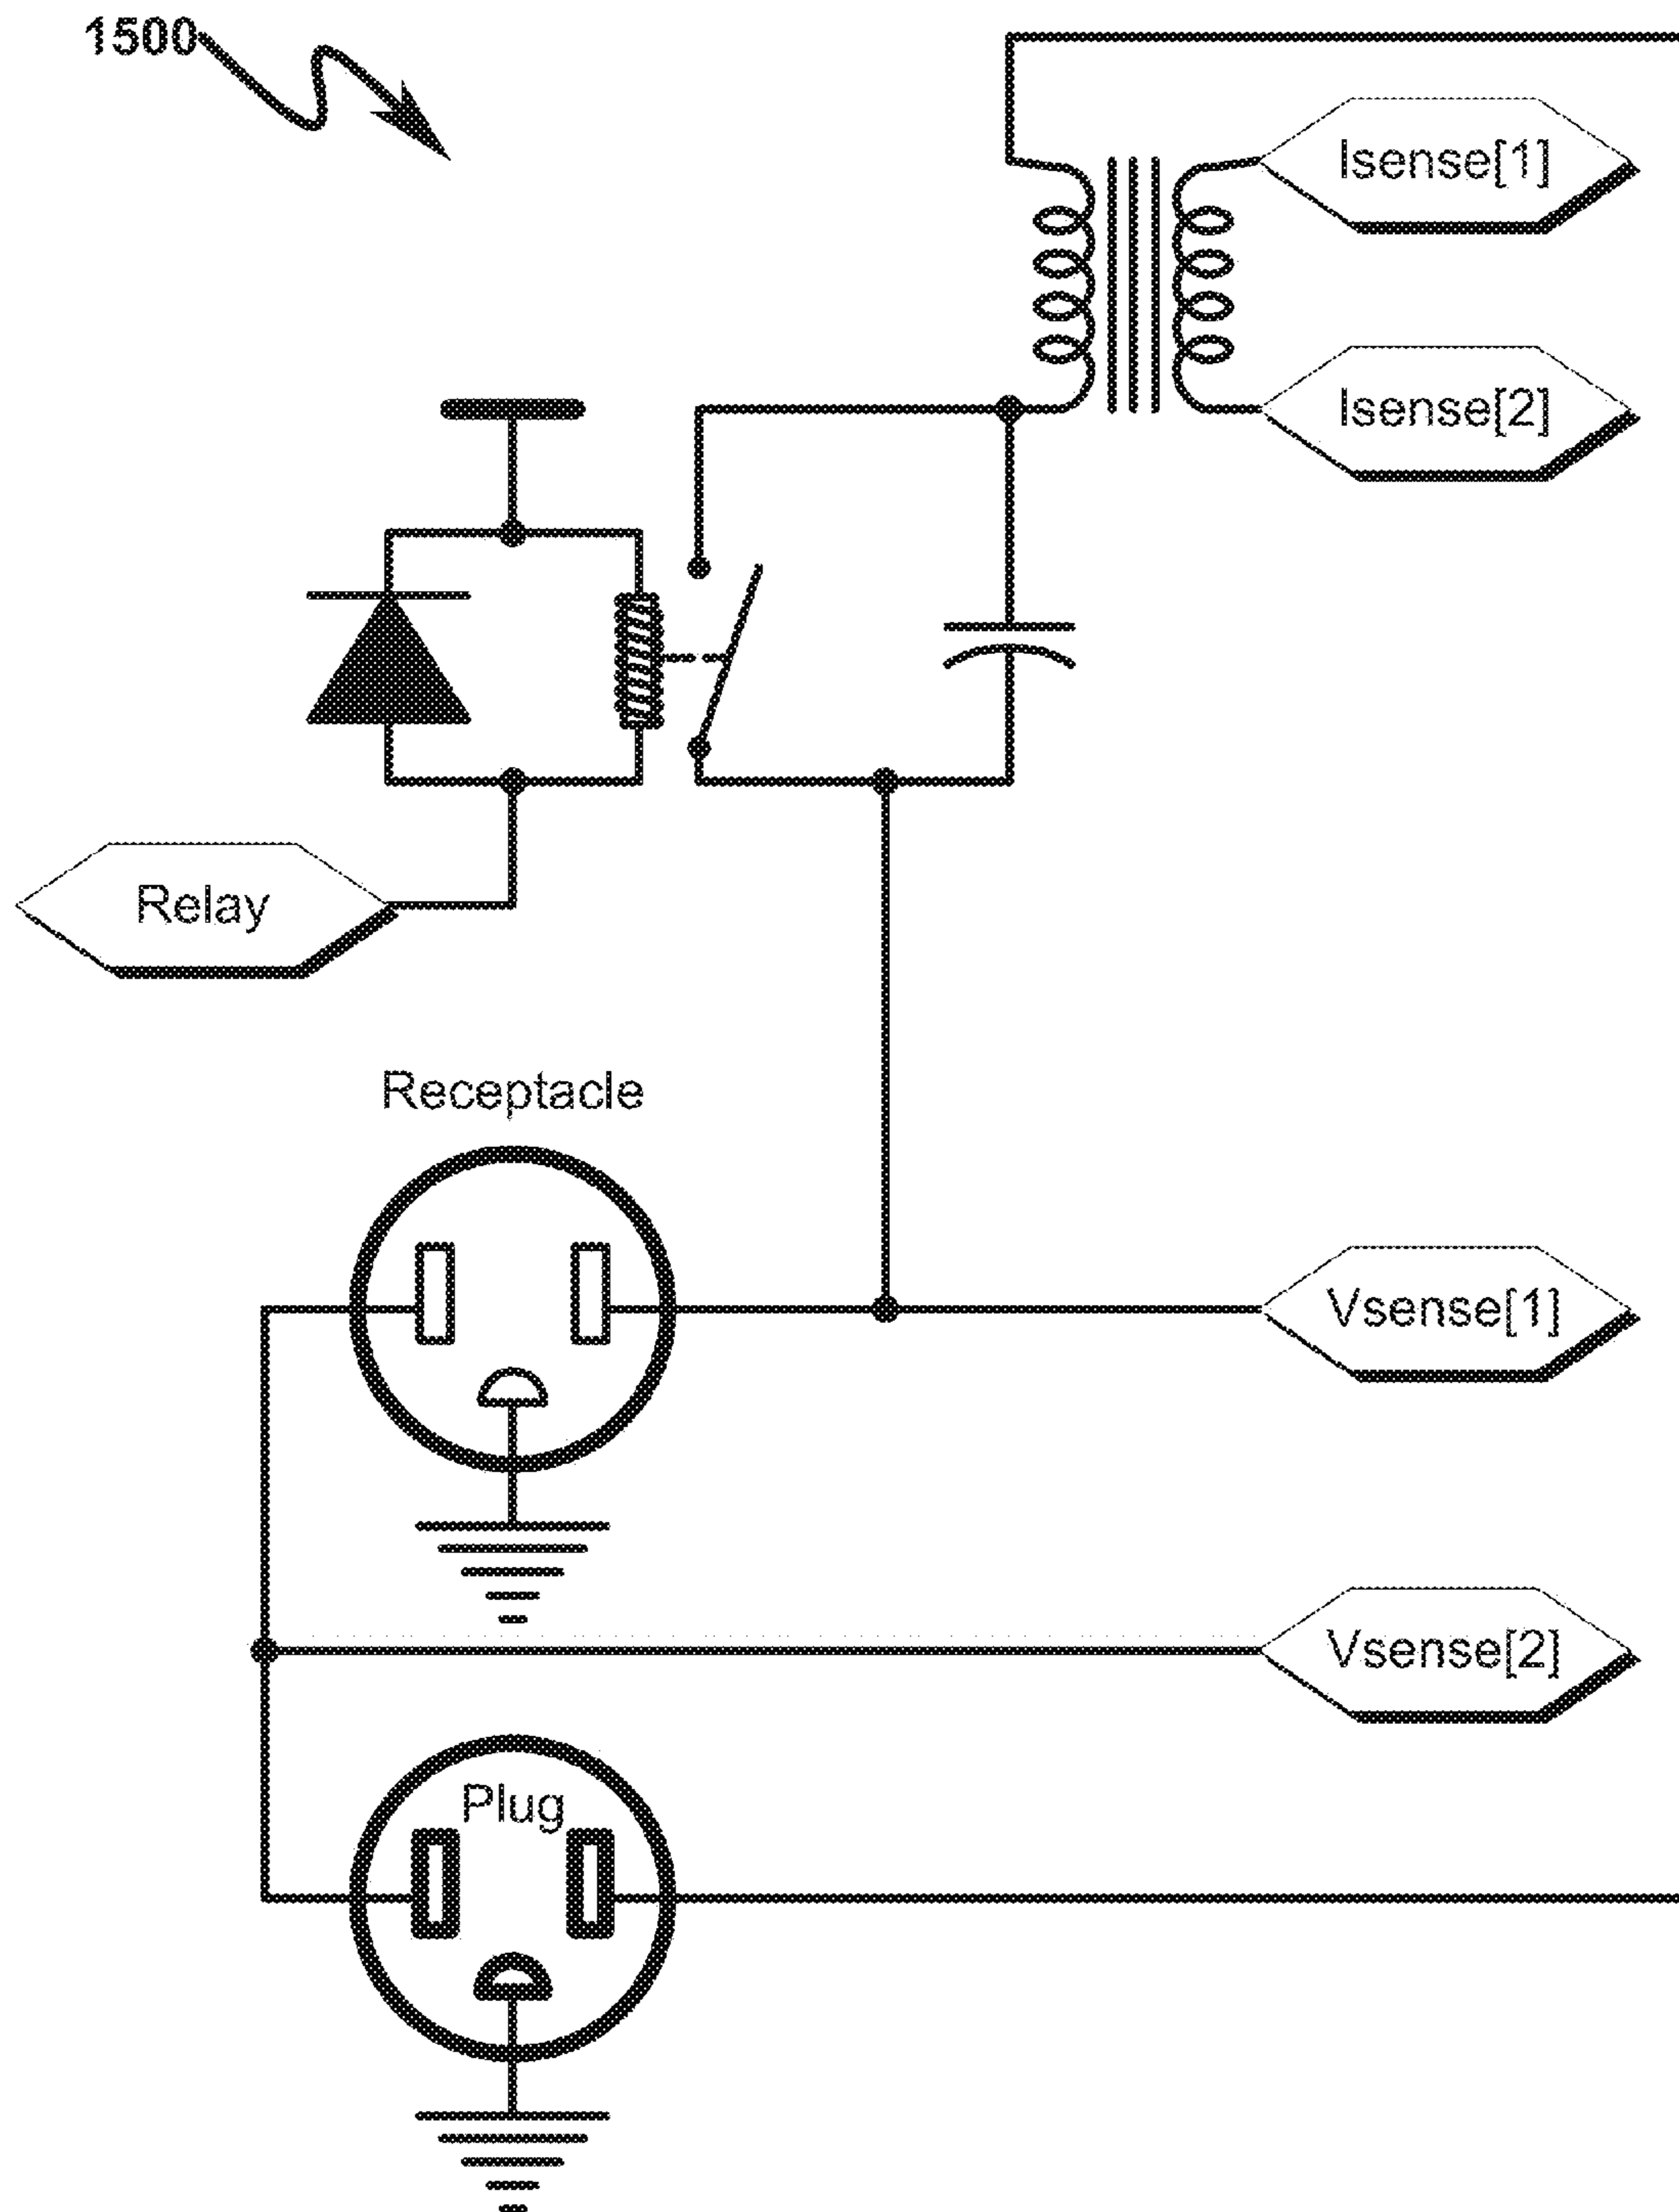 1500
Isense[1]
Isense[2]
Relay
Receptacle
Vsense[1]
Vsense[2]
Plug